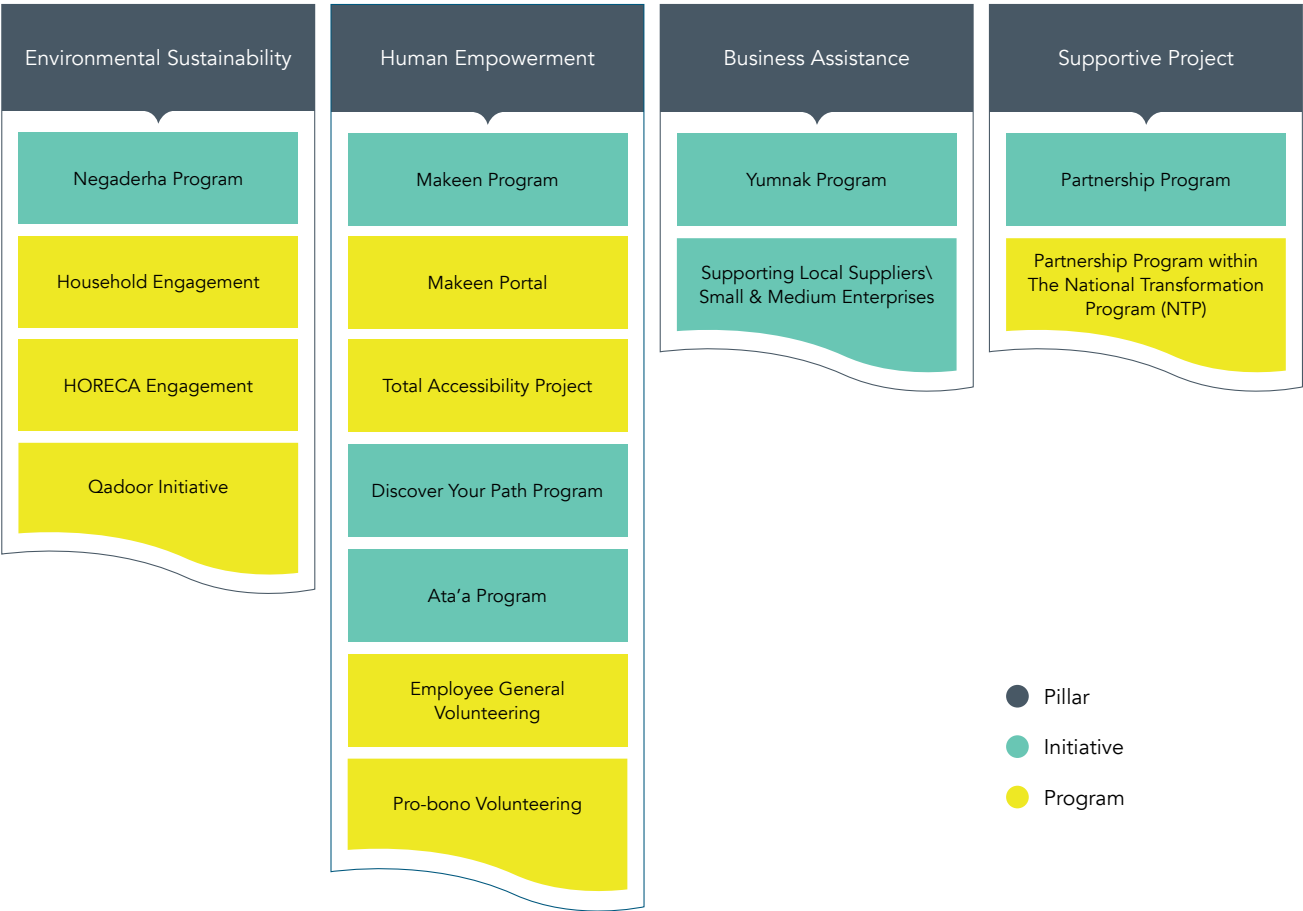 Environmental Sustainability
Negaderha Program
Household Engagement
HORECA Engagement
Qadoor Initiative
Human Empowerment
Makeen Program
Makeen Portal
Total Accessibility Project
Discover Your Path Program
Ata’a Program
Employee General
Volunteering
Pro-bono Volunteering
Business Assistance
Yumnak Program
Supporting Local Suppliers\
Small & Medium Enterprises
Supportive Project
Partnership Program
Partnership Program within
The National Transformation
Program (NTP)
Pillar
Initiative
Program